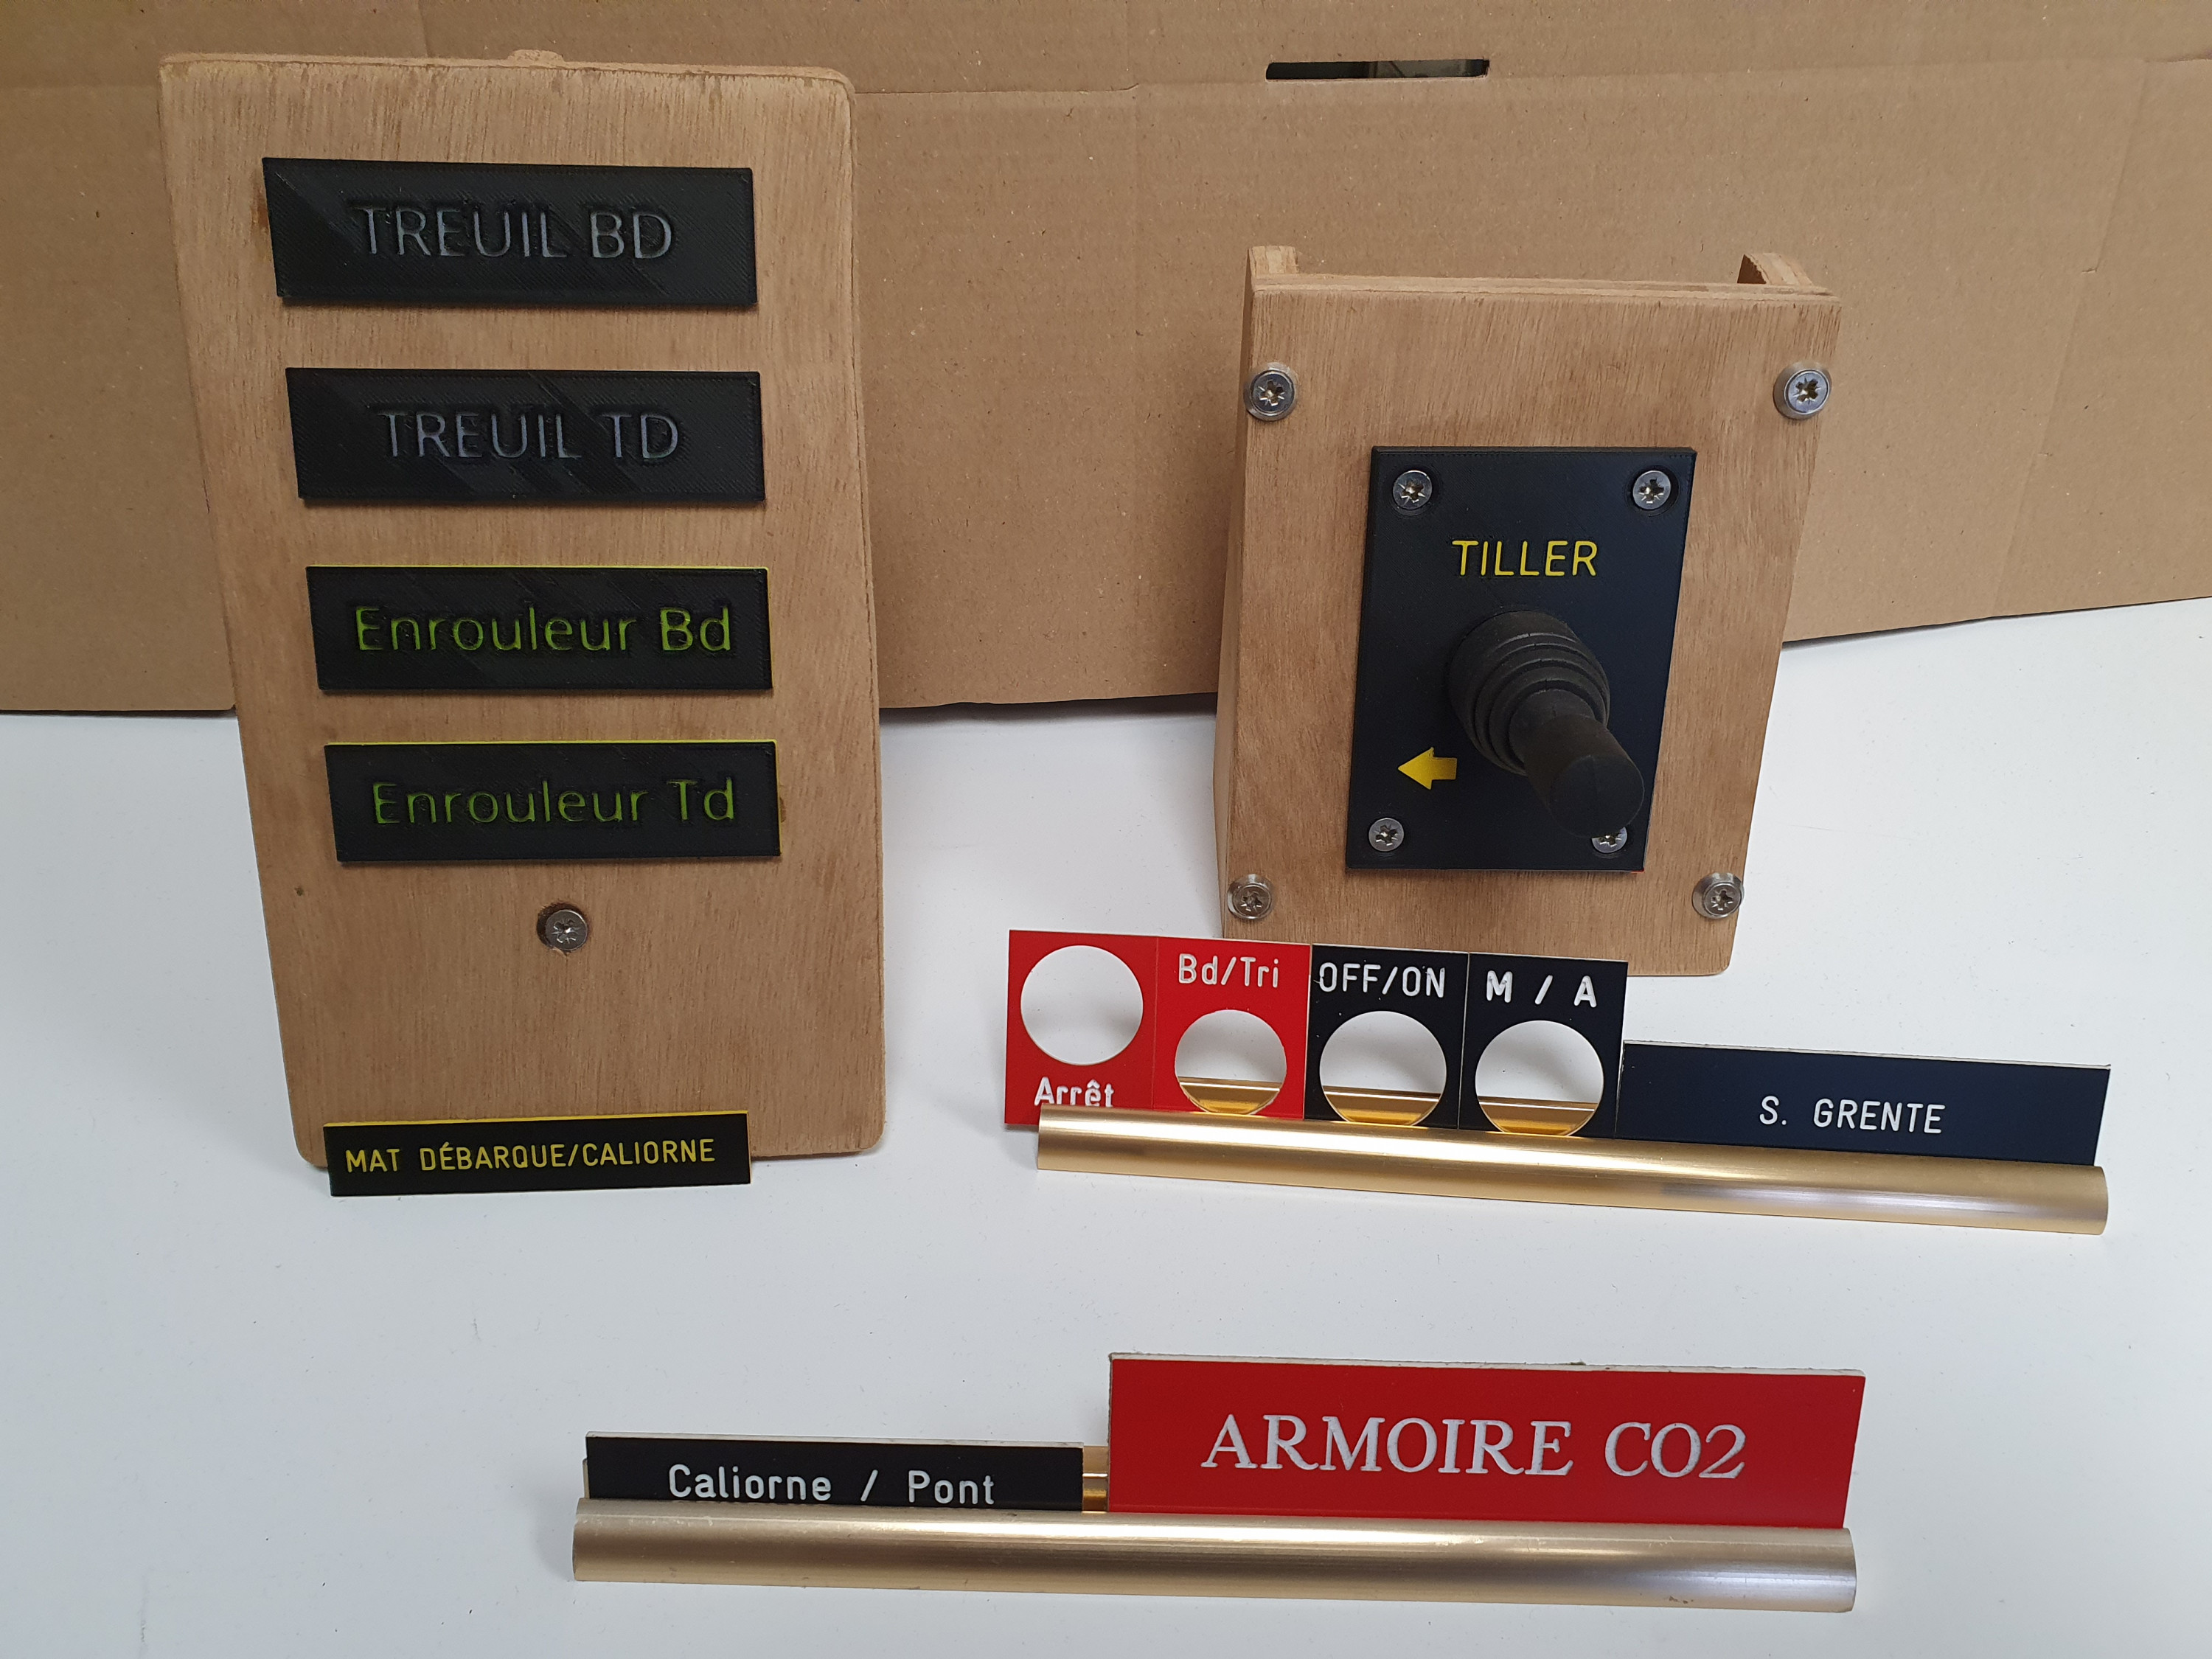 TREUIL BD
TREUIL TD
Enrouleur Bd
Enrouleur Td
MAT DÉBARQUE/CALIORNE
TILLER
Arrêt
Bd/Tri
OFF/ON
M / A
S. GRENTE
Caliorne / Pont
ARMOIRE CO2